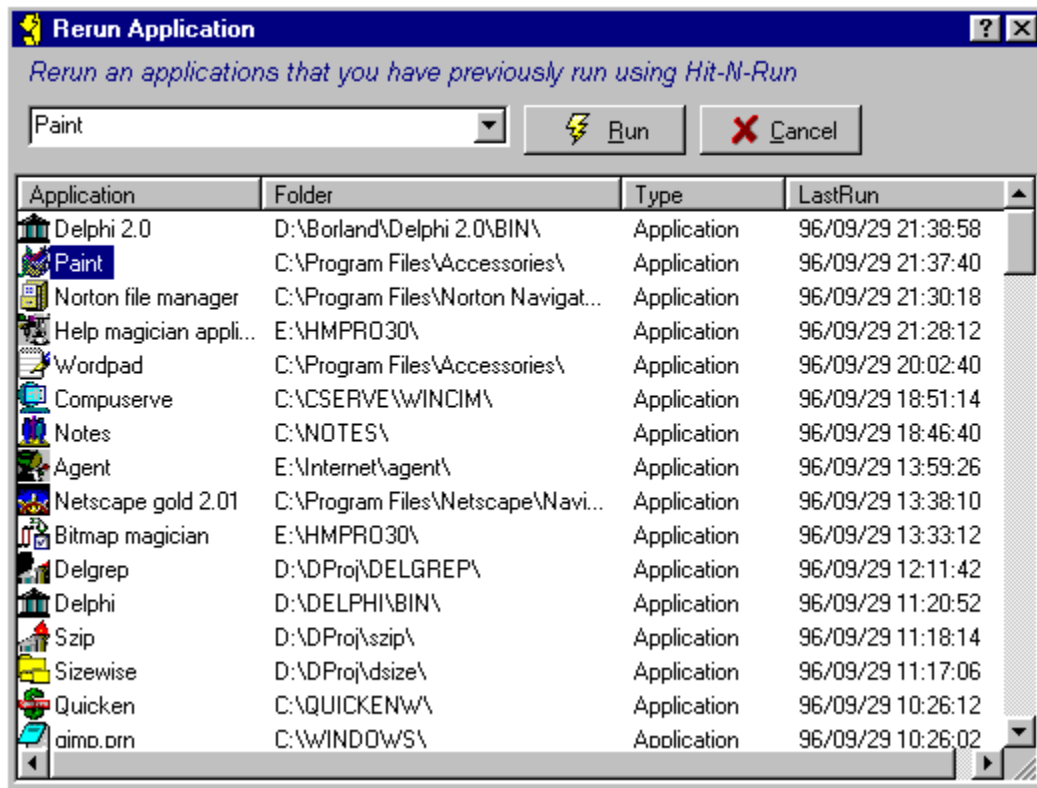 Rerun Application
Rerun an applications that you have previously run using Hit-N-Run
Paint Run Cancel
Application Folder Type LastRun
Delphi 2.0 D:\Borland\Delphi 2.0\BIN\ Application 96/09/29 21:38:58
Paint C:\Program Files\Accessories\ Application 96/09/29 21:37:40
Norton file manager C:\Program Files\Norton Navigat... Application 96/09/29 21:30:18
Help magician appli... E:\HMPRO30\ Application 96/09/29 21:28:12
Wordpad C:\Program Files\Accessories\ Application 96/09/29 20:02:40
Compuserve C:\CSERVE\WINCIM\ Application 96/09/29 18:51:14
Notes C:\NOTES\ Application 96/09/29 18:46:40
Agent E:\Internet\agent\ Application 96/09/29 13:59:26
Netscape gold 2.01 C:\Program Files\Netscape\Navi... Application 96/09/29 13:38:10
Bitmap magician E:\HMPRO30\ Application 96/09/29 13:33:12
Delgrep D:\DProj\DELGREP\ Application 96/09/29 12:11:42
Delphi D:\DELPHI\BIN\ Application 96/09/29 11:20:52
Szip D:\DProj\szip\ Application 96/09/29 11:18:14
Sizewise D:\DProj\dsize\ Application 96/09/29 11:17:06
Quicken C:\QUICKENW\ Application 96/09/29 10:26:12
gimp.prn C:\WINDOWS\ Application 96/09/29 10:26:02